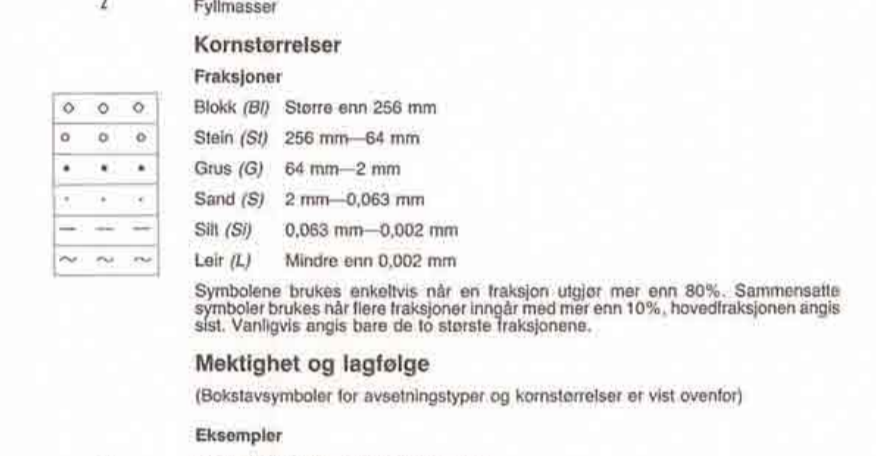 Fyllmasser
Kornstørrelser
Fraksjoner
Blokk (Bl) Større enn 256 mm
Stein (St) 256 mm—64 mm
Grus (G) 64 mm—2 mm
Sand (S) 2 mm—0,063 mm
Silt (Si) 0,063 mm—0,002 mm
Leir (L) Mindre enn 0,002 mm
Symbolene brukes enkeltvis når en fraksjon utgjør mer enn 80%. Sammensatte
symboler brukes når flere fraksjoner inngår med mer enn 10%, hovedfraksjonen angis
sist. Vanligvis angis bare de to største fraksjonene.
Mektighet og lagfølge
(Bokstavsymboler for avsetningstyper og kornstørrelser er vist ovenfor)
Eksempler